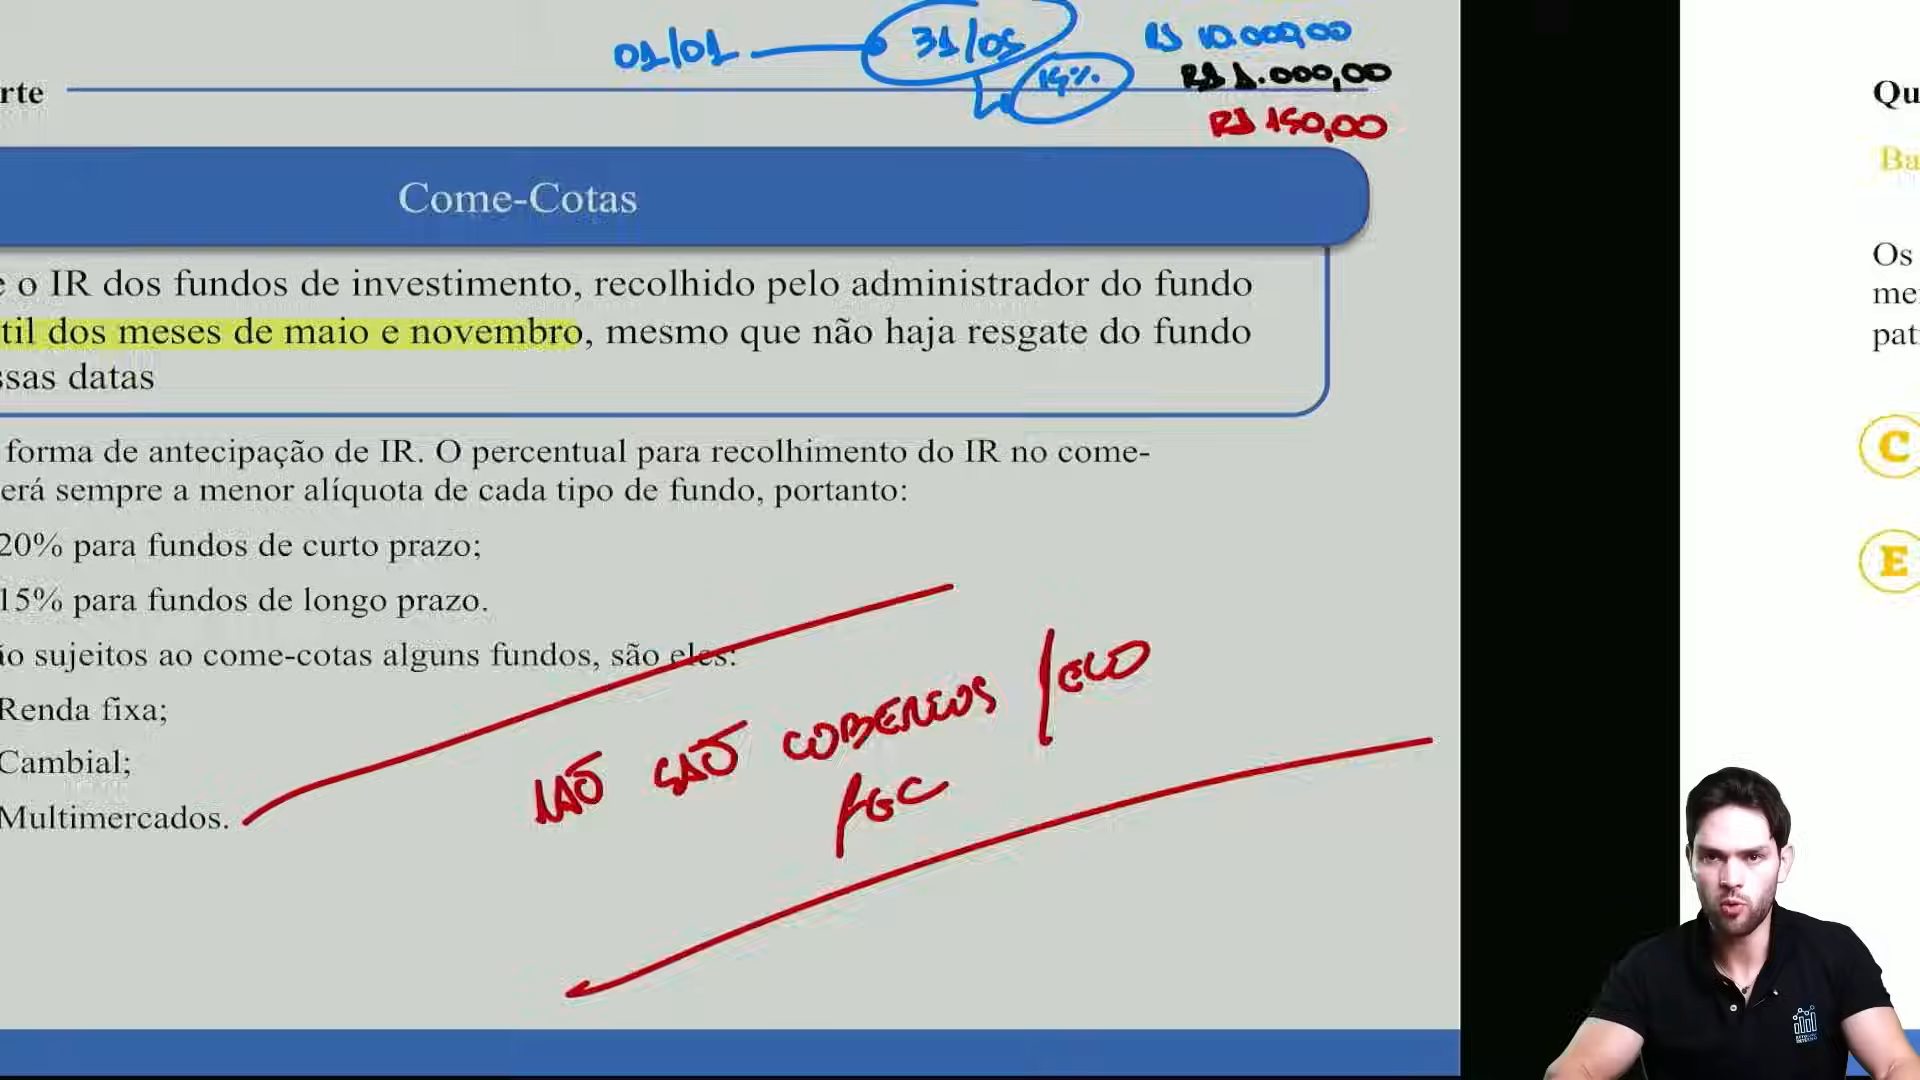 01/01 31/05 R$ 10.000,00
15% R$ 1.000,00
rte
R$ 150,00
Come-Cotas
e o IR dos fundos de investimento, recolhido pelo administrador do fundo
til dos meses de maio e novembro, mesmo que não haja resgate do fundo
ssas datas
forma de antecipação de IR. O percentual para recolhimento do IR no come-
erá sempre a menor alíquota de cada tipo de fundo, portanto:
20% para fundos de curto prazo;
15% para fundos de longo prazo.
ão sujeitos ao come-cotas alguns fundos, são eles:
Renda fixa;
Cambial;
Multimercados.
NÃO SÃO COBERTOS PELO
FGC
Qu
Ba
Os
me
pat
C
E